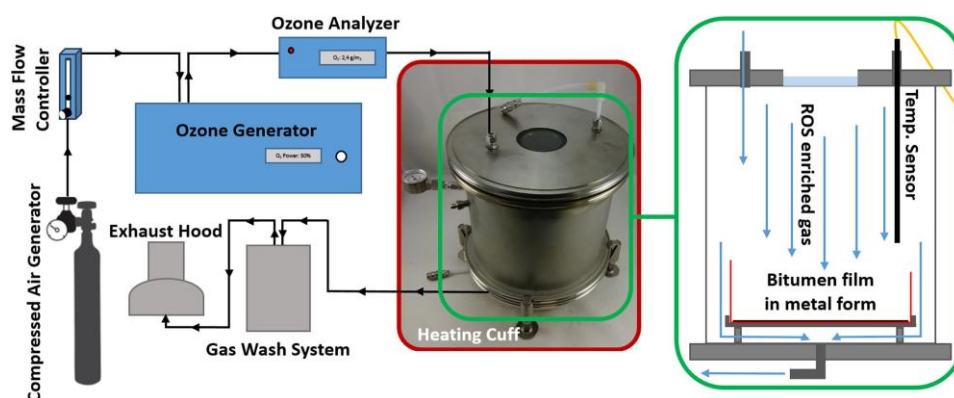 Ozone Analyzer
Mass Flow
Controller
O₃: 2,4 g/m₃
Ozone Generator
O₃ Power: 50%
Compressed Air Generator
Exhaust Hood
Gas Wash System
Heating Cuff
ROS enriched gas
Temp. Sensor
Bitumen film
in metal form